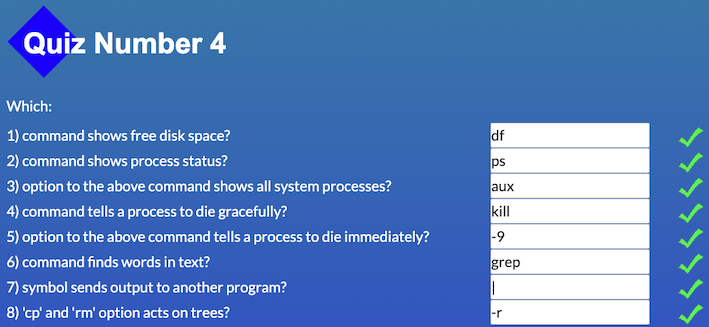 Quiz Number 4
Which:
1) command shows free disk space? df
2) command shows process status? ps
3) option to the above command shows all system processes? aux
4) command tells a process to die gracefully? kill
5) option to the above command tells a process to die immediately? -9
6) command finds words in text? grep
7) symbol sends output to another program? |
8) 'cp' and 'rm' option acts on trees? -r